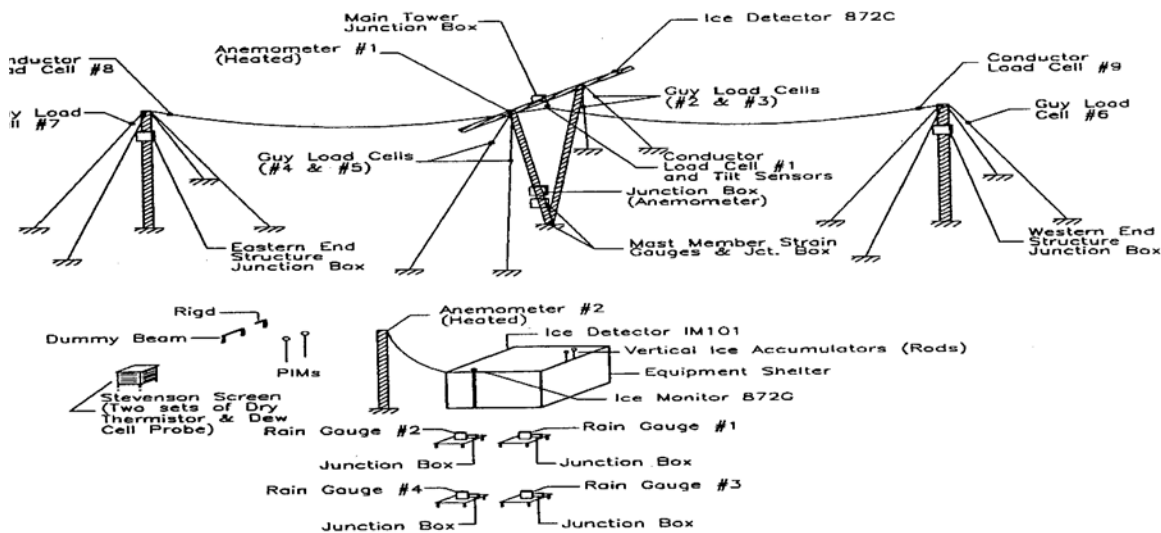 Main Tower
Junction Box
Ice Detector 872C
Anemometer #1
(Heated)
nductor
ad Cell #8
Conductor
Load Cell #9
Guy Load Cells
(#2 & #3)
y Load
ll #7
Guy Load
Cell #6
Guy Load Cells
(#4 & #5)
Conductor
Load Cell #1
and Tilt Sensors
Junction Box
(Anemometer)
Eastern End
Structure
Junction Box
Mast Member Strain
Gauges & Jct. Box
Western End
Structure
Junction Box
Rigd
Dummy Beam
PIMs
Anemometer #2
(Heated)
Ice Detector IM101
Vertical Ice Accumulators (Rods)
Equipment Shelter
Ice Monitor 872G
Stevenson Screen
(Two sets of Dry
Thermistor & Dew
Cell Probe)
Rain Gauge #2
Rain Gauge #1
Junction Box
Junction Box
Rain Gauge #4
Rain Gauge #3
Junction Box
Junction Box